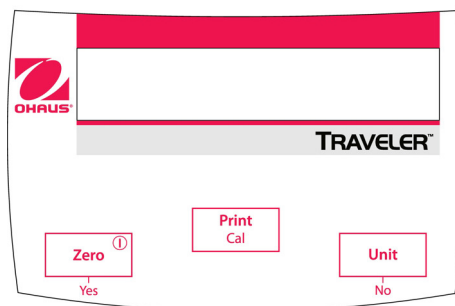 OHAUS®
TRAVELER™
Print
Cal
Zero
Unit
Yes
No